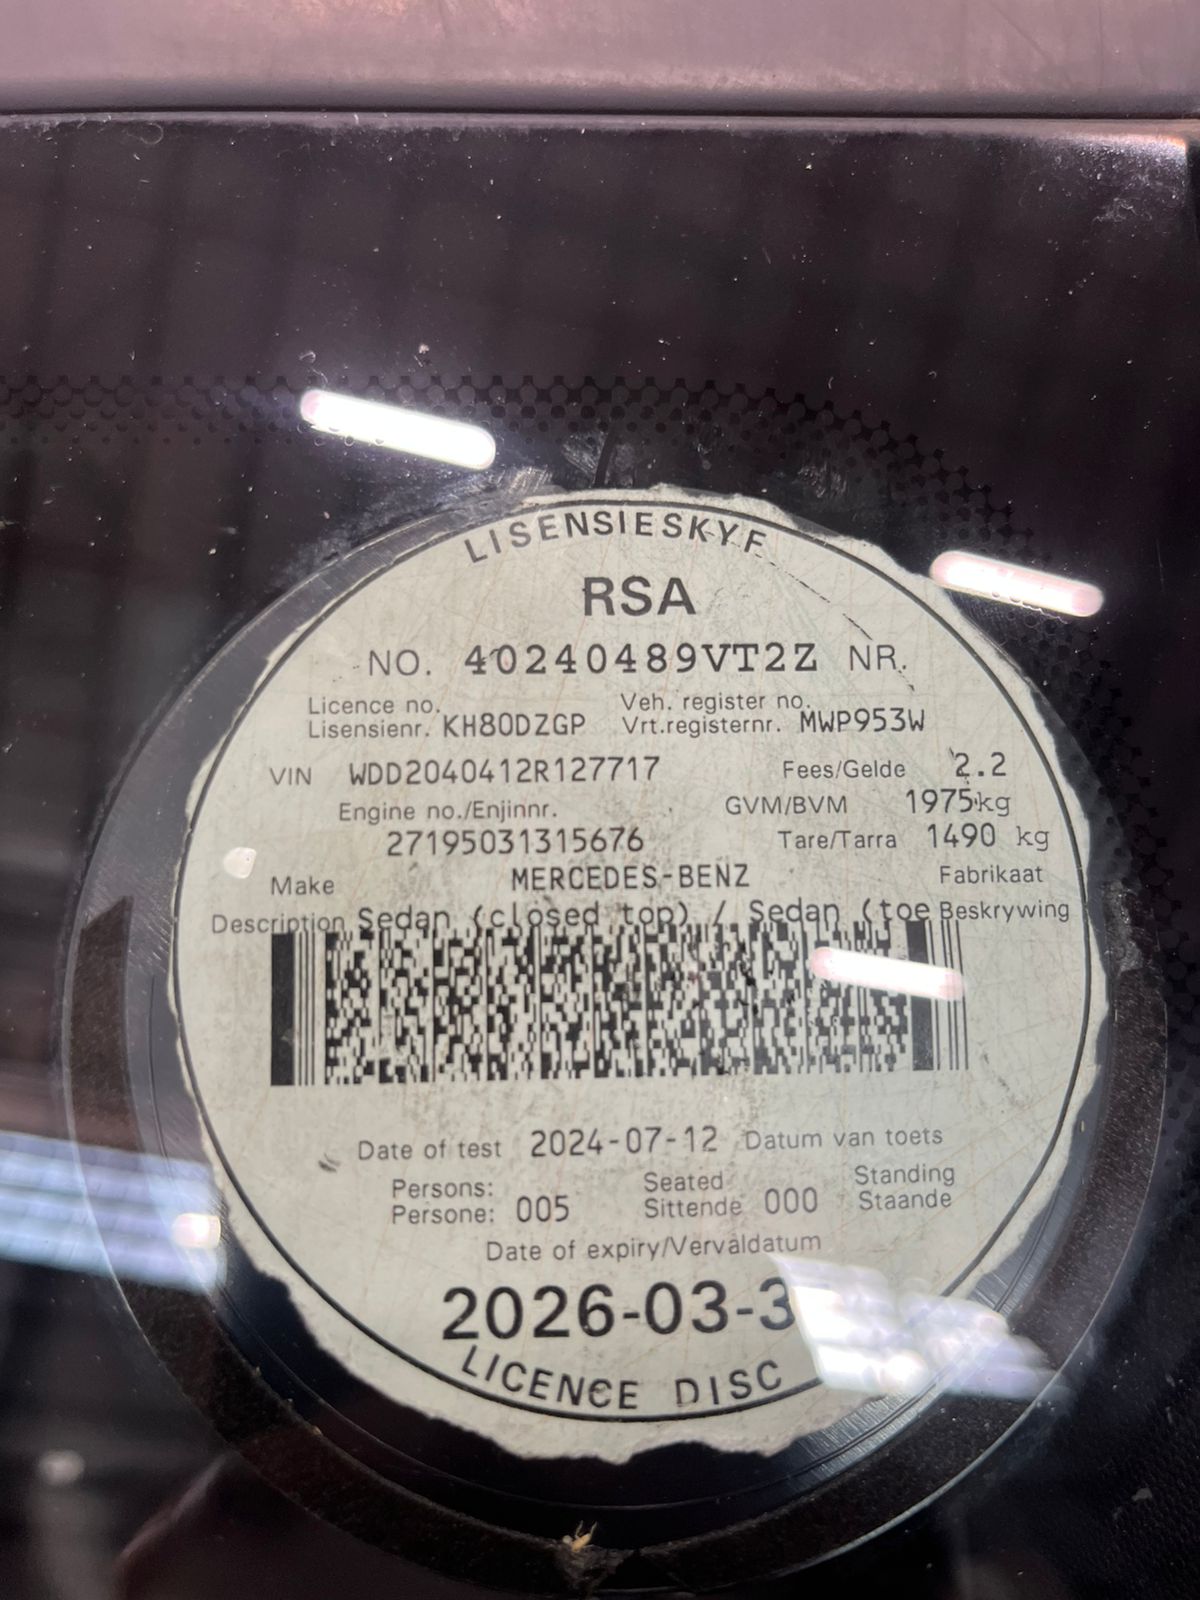 LISENSIESKYF
RSA
NO. 40240489VT2Z NR.
Licence no. Veh. register no.
Lisensienr. KH80DZGP Vrt.registernr. MWP953W
VIN WDD2040412R127717 Fees/Gelde 2.2
Engine no./Enjinnr. GVM/BVM 1975kg
27195031315676 Tare/Tarra 1490 kg
Make MERCEDES-BENZ Fabrikaat
Description Sedan (closed top) / Sedan (toe Beskrywing
Date of test 2024-07-12 Datum van toets
Persons: Seated Standing
Persone: 005 Sittende 000 Staande
Date of expiry/Vervaldatum
2026-03-3
LICENCE DISC